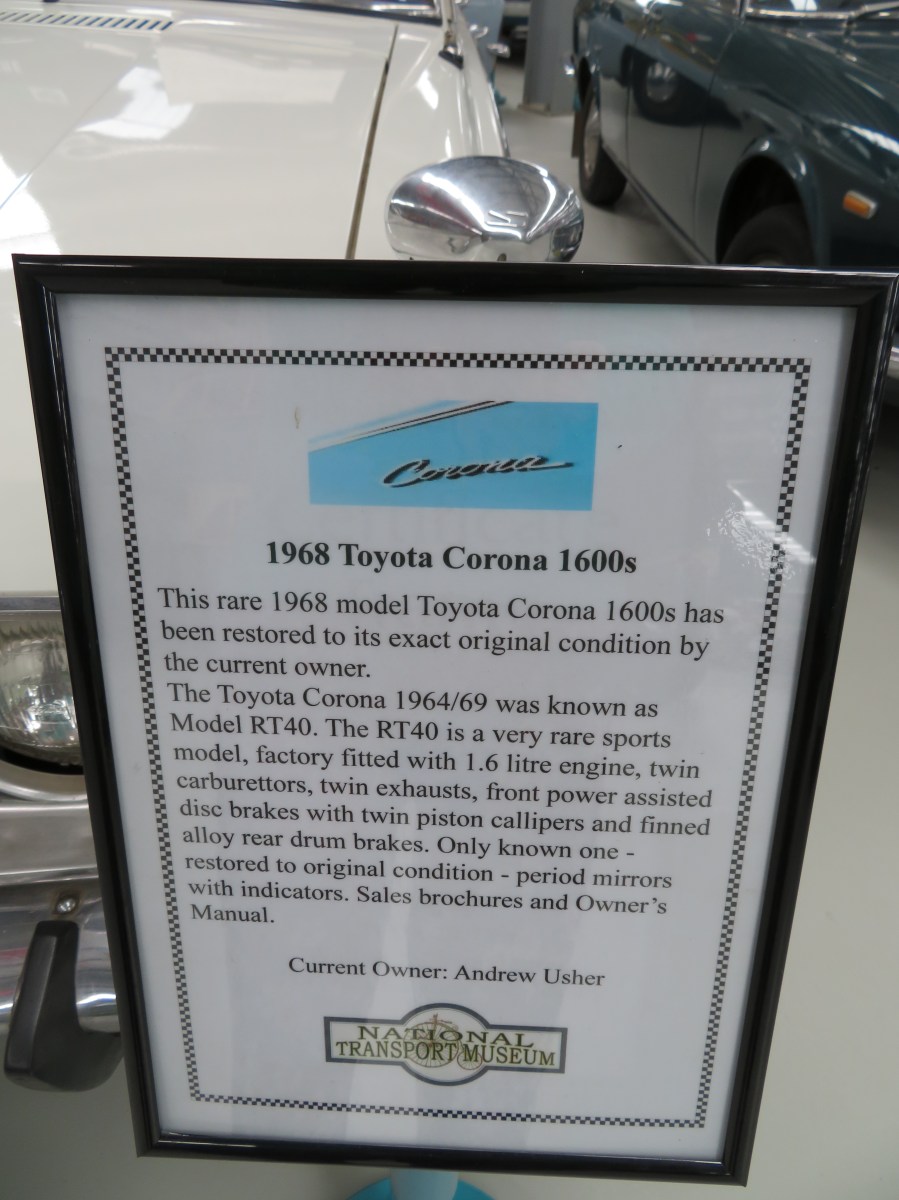 Corona
1968 Toyota Corona 1600s
This rare 1968 model Toyota Corona 1600s has
been restored to its exact original condition by
the current owner.
The Toyota Corona 1964/69 was known as
Model RT40. The RT40 is a very rare sports
model, factory fitted with 1.6 litre engine, twin
carburettors, twin exhausts, front power assisted
disc brakes with twin piston callipers and finned
alloy rear drum brakes. Only known one -
restored to original condition - period mirrors
with indicators. Sales brochures and Owner's
Manual.
Current Owner: Andrew Usher
NATIONAL
TRANSPORT MUSEUM